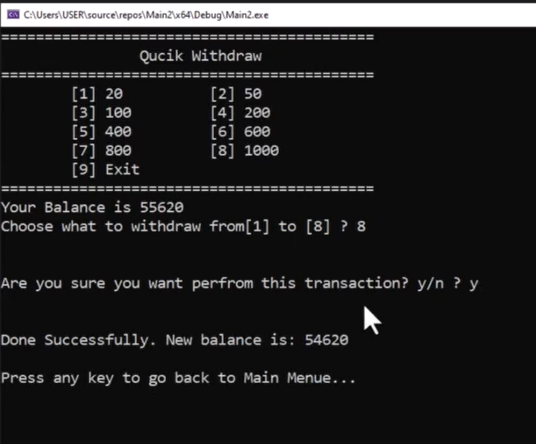 C:\Users\USER\source\repos\Main2\x64\Debug\Main2.exe
===========================================
Qucik Withdraw
===========================================
[1] 20 [2] 50
[3] 100 [4] 200
[5] 400 [6] 600
[7] 800 [8] 1000
[9] Exit
===========================================
Your Balance is 55620
Choose what to withdraw from[1] to [8] ? 8
Are you sure you want perfrom this transaction? y/n ? y
Done Successfully. New balance is: 54620
Press any key to go back to Main Menue...